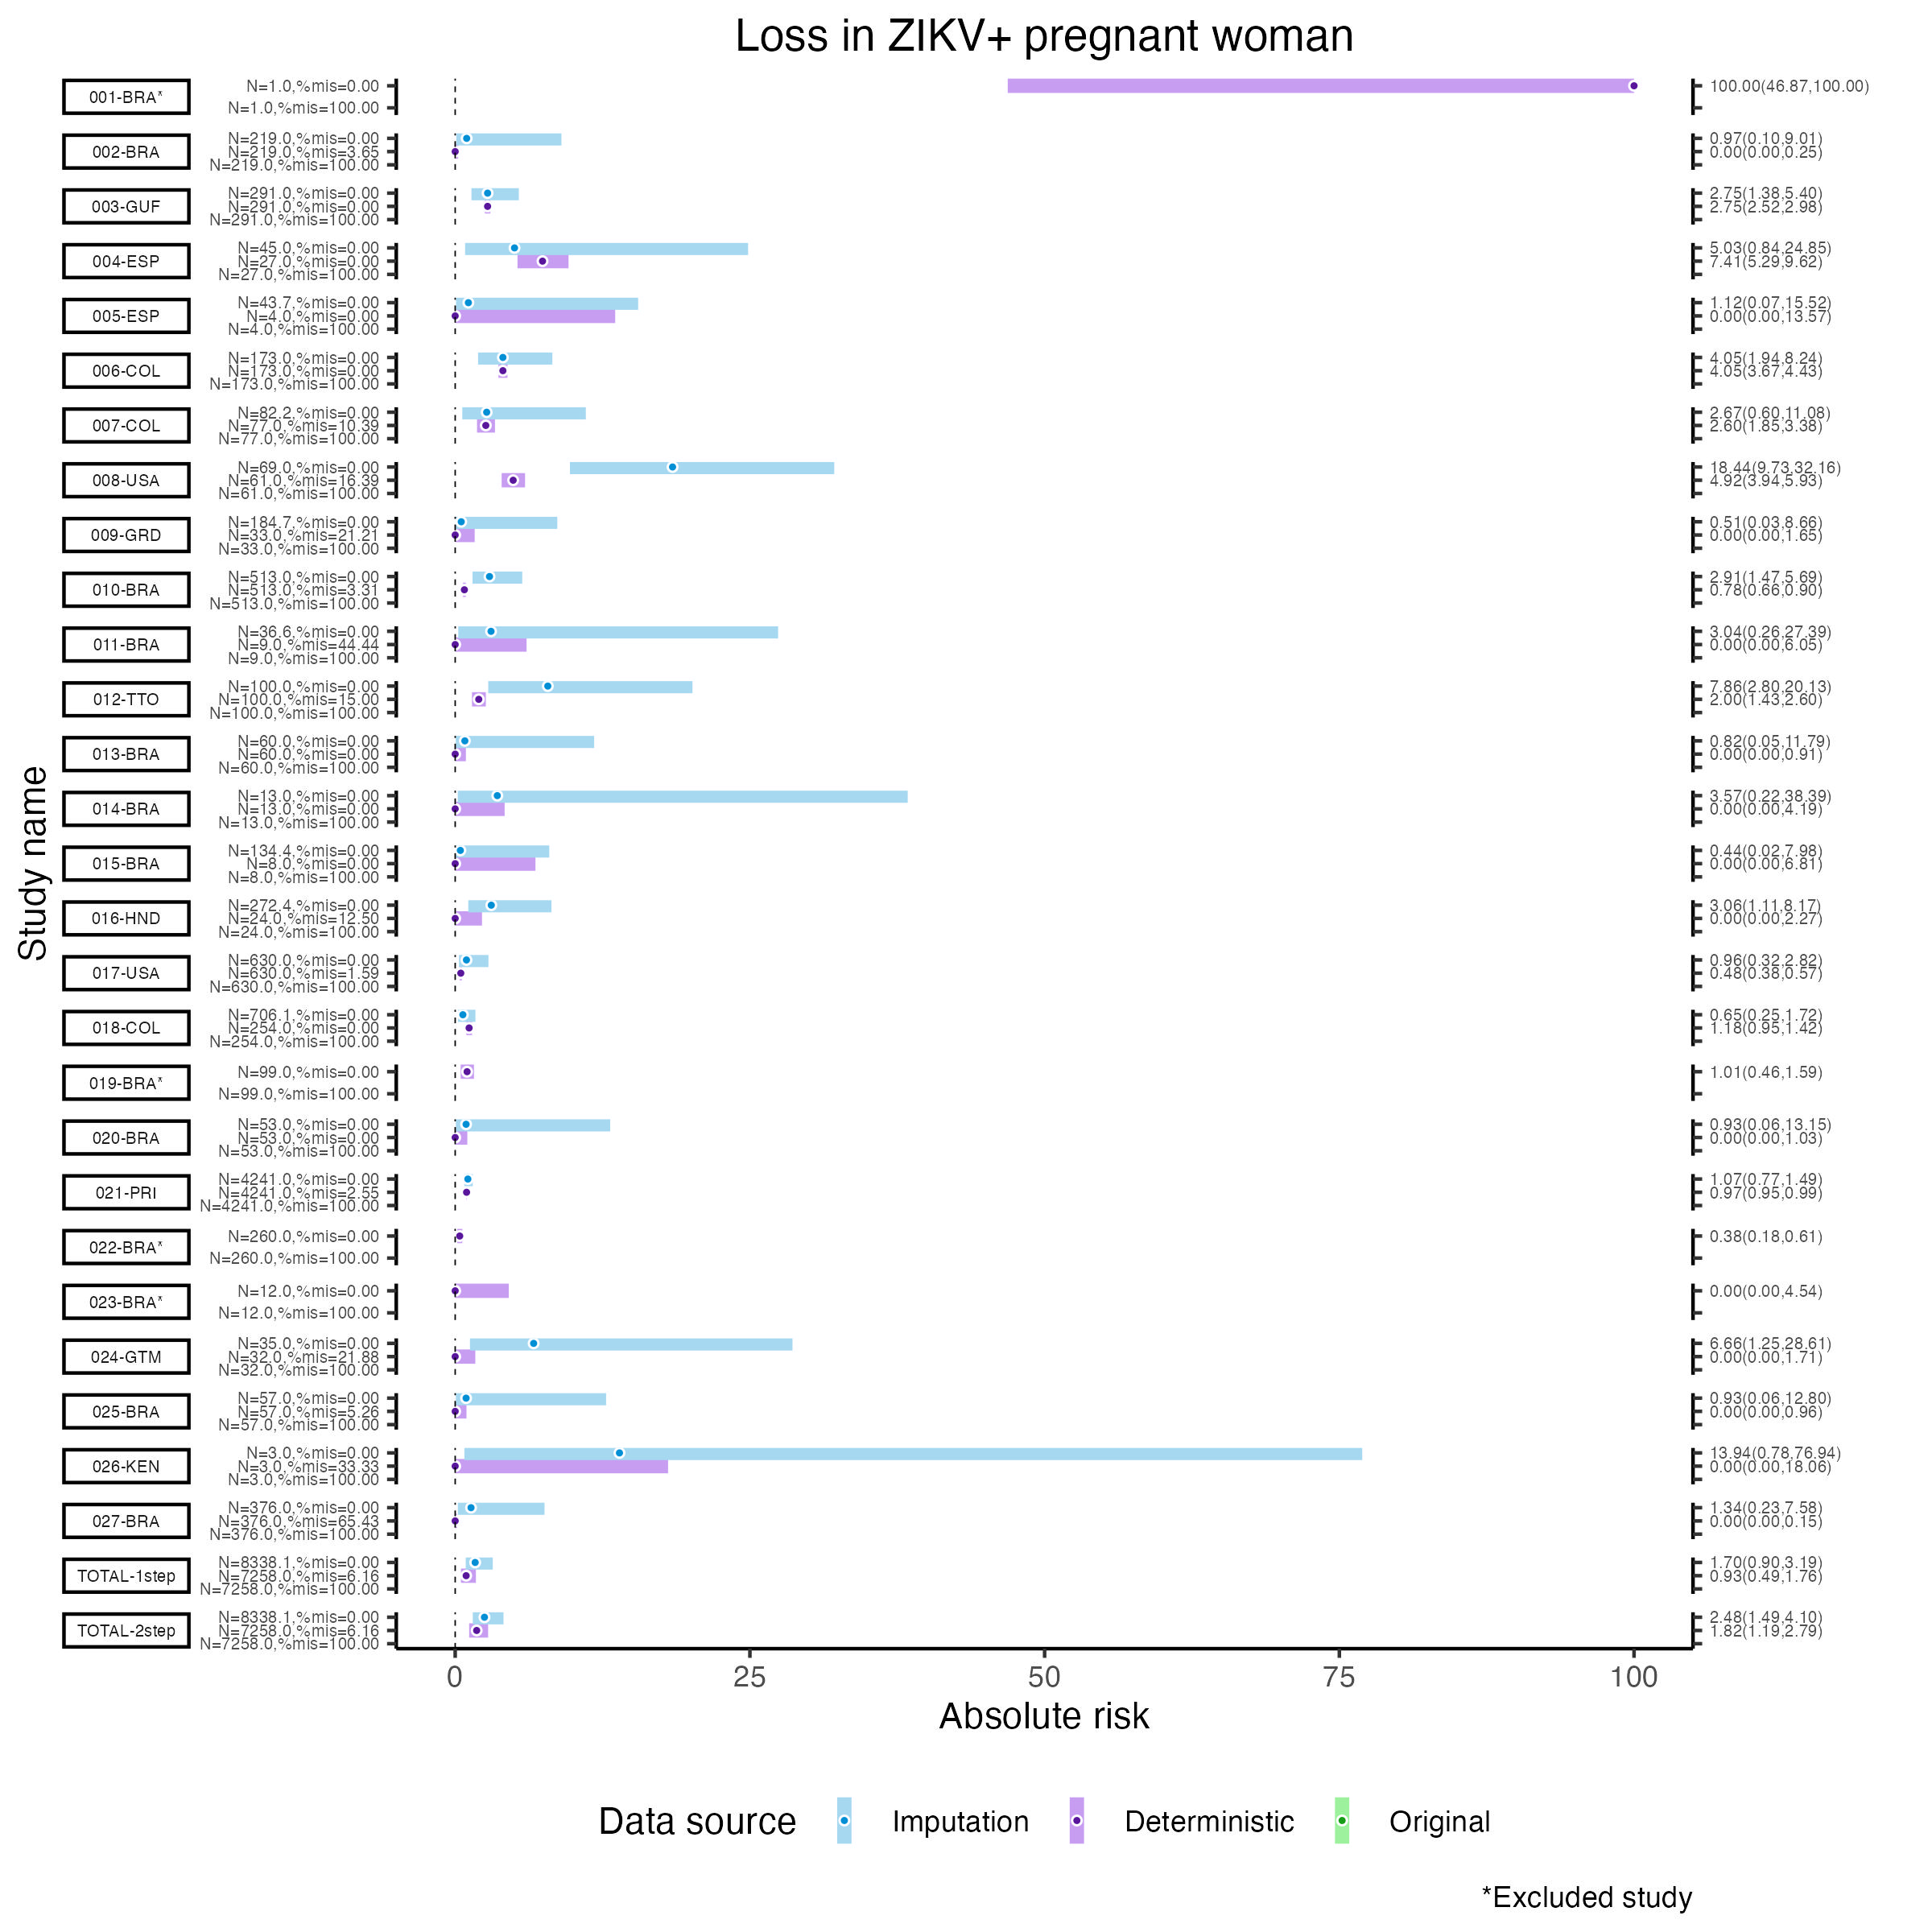 Loss in ZIKV+ pregnant woman
Study name
001-BRA*
N=1.0,%mis=0.00
100.00(46.87,100.00)
N=1.0,%mis=100.00
002-BRA
N=219.0,%mis=0.00
0.97(0.10,9.01)
N=219.0,%mis=3.65
0.00(0.00,0.25)
N=219.0,%mis=100.00
003-GUF
N=291.0,%mis=0.00
2.75(1.38,5.40)
N=291.0,%mis=0.00
2.75(2.52,2.98)
N=291.0,%mis=100.00
004-ESP
N=45.0,%mis=0.00
5.03(0.84,24.85)
N=27.0,%mis=0.00
7.41(5.29,9.62)
N=27.0,%mis=100.00
005-ESP
N=43.7,%mis=0.00
1.12(0.07,15.52)
N=4.0,%mis=0.00
0.00(0.00,13.57)
N=4.0,%mis=100.00
006-COL
N=173.0,%mis=0.00
4.05(1.94,8.24)
N=173.0,%mis=0.00
4.05(3.67,4.43)
N=173.0,%mis=100.00
007-COL
N=82.2,%mis=0.00
2.67(0.60,11.08)
N=77.0,%mis=10.39
2.60(1.85,3.38)
N=77.0,%mis=100.00
008-USA
N=69.0,%mis=0.00
18.44(9.73,32.16)
N=61.0,%mis=16.39
4.92(3.94,5.93)
N=61.0,%mis=100.00
009-GRD
N=184.7,%mis=0.00
0.51(0.03,8.66)
N=33.0,%mis=21.21
0.00(0.00,1.65)
N=33.0,%mis=100.00
010-BRA
N=513.0,%mis=0.00
2.91(1.47,5.69)
N=513.0,%mis=3.31
0.78(0.66,0.90)
N=513.0,%mis=100.00
011-BRA
N=36.6,%mis=0.00
3.04(0.26,27.39)
N=9.0,%mis=44.44
0.00(0.00,6.05)
N=9.0,%mis=100.00
012-TTO
N=100.0,%mis=0.00
7.86(2.80,20.13)
N=100.0,%mis=15.00
2.00(1.43,2.60)
N=100.0,%mis=100.00
013-BRA
N=60.0,%mis=0.00
0.82(0.05,11.79)
N=60.0,%mis=0.00
0.00(0.00,0.91)
N=60.0,%mis=100.00
014-BRA
N=13.0,%mis=0.00
3.57(0.22,38.39)
N=13.0,%mis=0.00
0.00(0.00,4.19)
N=13.0,%mis=100.00
015-BRA
N=134.4,%mis=0.00
0.44(0.02,7.98)
N=8.0,%mis=0.00
0.00(0.00,6.81)
N=8.0,%mis=100.00
016-HND
N=272.4,%mis=0.00
3.06(1.11,8.17)
N=24.0,%mis=12.50
0.00(0.00,2.27)
N=24.0,%mis=100.00
017-USA
N=630.0,%mis=0.00
0.96(0.32,2.82)
N=630.0,%mis=1.59
0.48(0.38,0.57)
N=630.0,%mis=100.00
018-COL
N=706.1,%mis=0.00
0.65(0.25,1.72)
N=254.0,%mis=0.00
1.18(0.95,1.42)
N=254.0,%mis=100.00
019-BRA*
N=99.0,%mis=0.00
1.01(0.46,1.59)
N=99.0,%mis=100.00
020-BRA
N=53.0,%mis=0.00
0.93(0.06,13.15)
N=53.0,%mis=0.00
0.00(0.00,1.03)
N=53.0,%mis=100.00
021-PRI
N=4241.0,%mis=0.00
1.07(0.77,1.49)
N=4241.0,%mis=2.55
0.97(0.95,0.99)
N=4241.0,%mis=100.00
022-BRA*
N=260.0,%mis=0.00
0.38(0.18,0.61)
N=260.0,%mis=100.00
023-BRA*
N=12.0,%mis=0.00
0.00(0.00,4.54)
N=12.0,%mis=100.00
024-GTM
N=35.0,%mis=0.00
6.66(1.25,28.61)
N=32.0,%mis=21.88
0.00(0.00,1.71)
N=32.0,%mis=100.00
025-BRA
N=57.0,%mis=0.00
0.93(0.06,12.80)
N=57.0,%mis=5.26
0.00(0.00,0.96)
N=57.0,%mis=100.00
026-KEN
N=3.0,%mis=0.00
13.94(0.78,76.94)
N=3.0,%mis=33.33
0.00(0.00,18.06)
N=3.0,%mis=100.00
027-BRA
N=376.0,%mis=0.00
1.34(0.23,7.58)
N=376.0,%mis=65.43
0.00(0.00,0.15)
N=376.0,%mis=100.00
TOTAL-1step
N=8338.1,%mis=0.00
1.70(0.90,3.19)
N=7258.0,%mis=6.16
0.93(0.49,1.76)
N=7258.0,%mis=100.00
TOTAL-2step
N=8338.1,%mis=0.00
2.48(1.49,4.10)
N=7258.0,%mis=6.16
1.82(1.19,2.79)
N=7258.0,%mis=100.00
0 25 50 75 100
Absolute risk
Data source Imputation Deterministic Original
*Excluded study